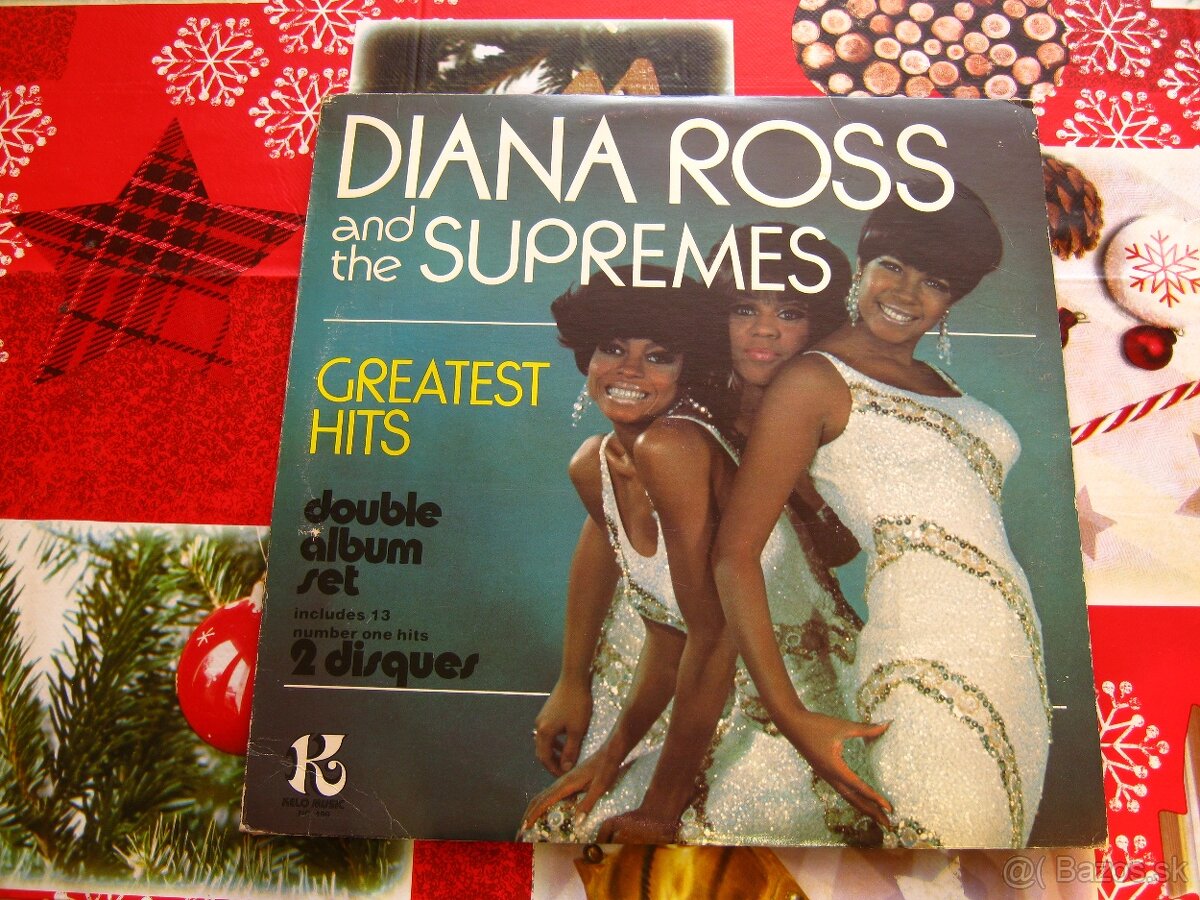 DIANA ROSS
and
the SUPREMES
GREATEST
HITS
double
album
set
includes 13
number one hits
2 disques
K
KELO MUSIC
@( Bazos.sk